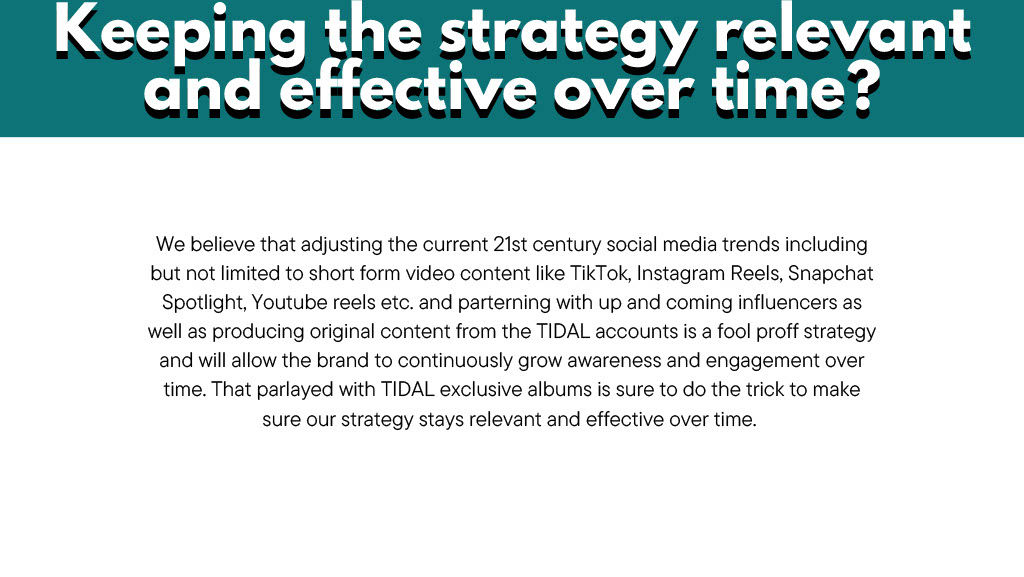 Keeping the strategy relevant
and effective over time?
We believe that adjusting the current 21st century social media trends including
but not limited to short form video content like TikTok, Instagram Reels, Snapchat
Spotlight, Youtube reels etc. and parterning with up and coming influencers as
well as producing original content from the TIDAL accounts is a fool proff strategy
and will allow the brand to continuously grow awareness and engagement over
time. That parlayed with TIDAL exclusive albums is sure to do the trick to make
sure our strategy stays relevant and effective over time.